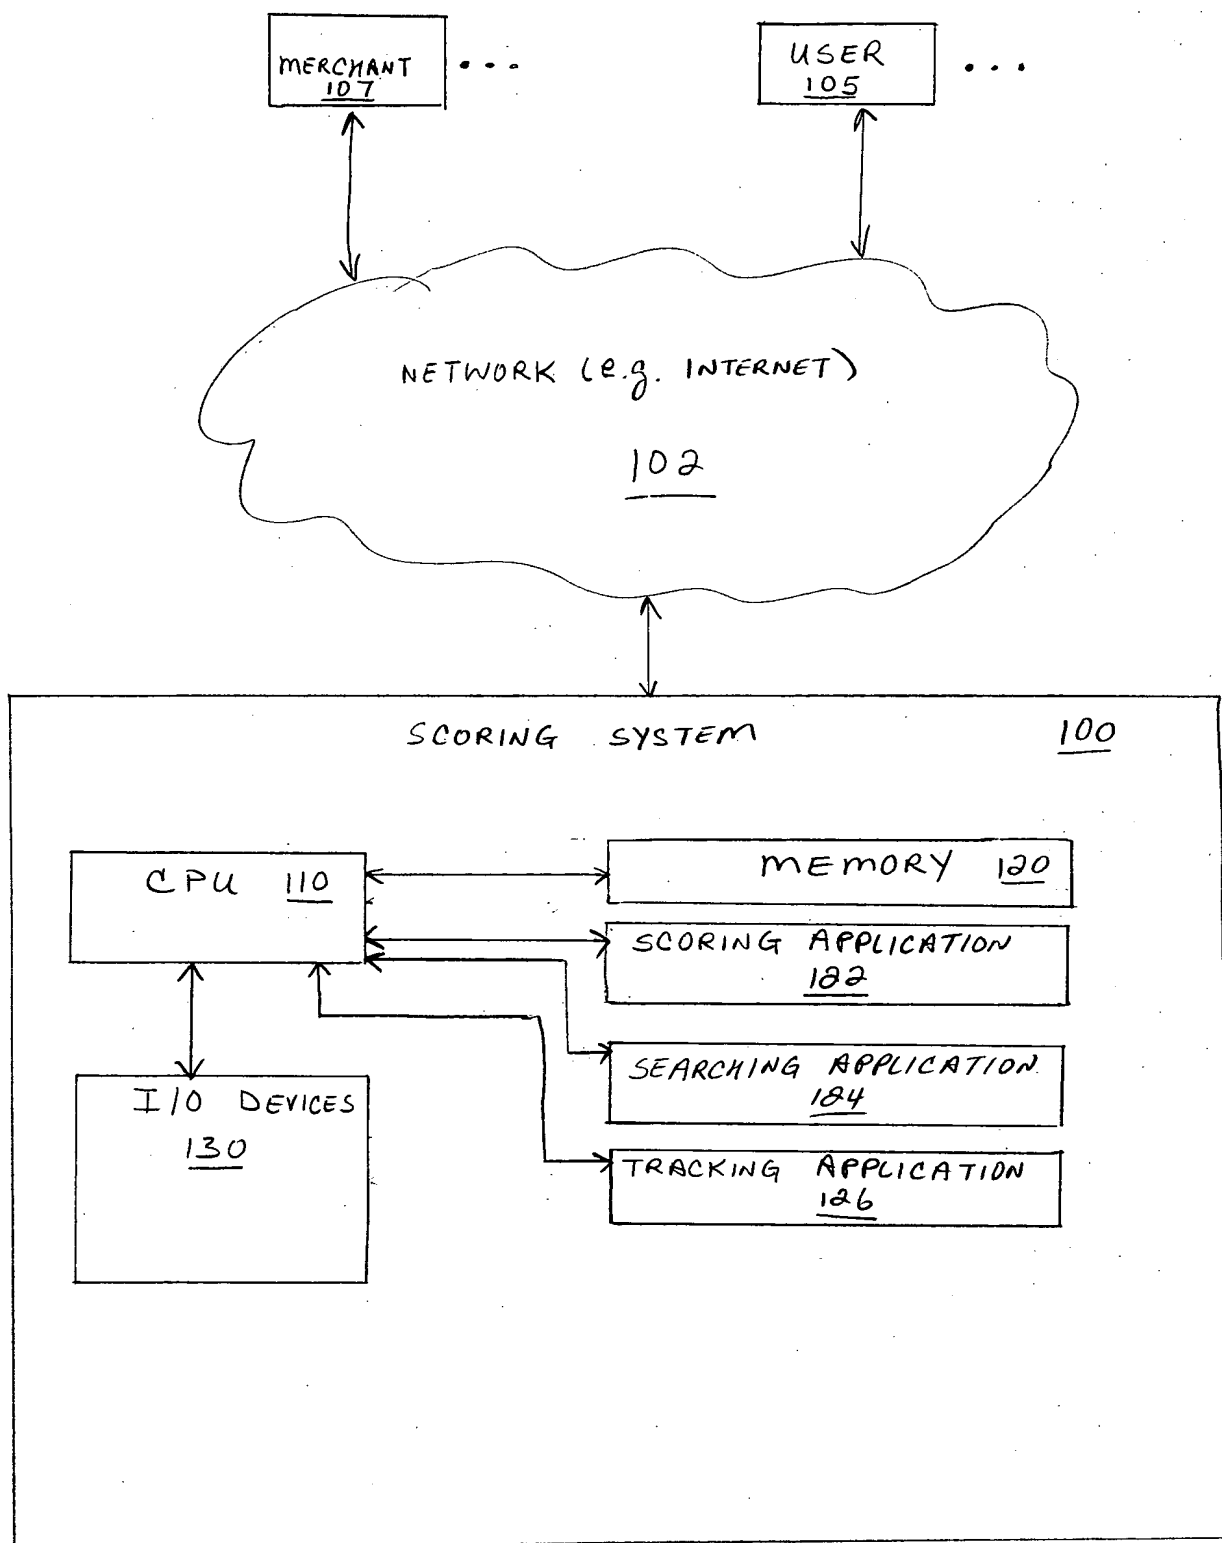 MERCHANT
107
USER
105
NETWORK (e.g. INTERNET)
102
SCORING SYSTEM 100
CPU 110
MEMORY 120
SCORING APPLICATION
122
SEARCHING APPLICATION
124
I/O DEVICES
130
TRACKING APPLICATION
126